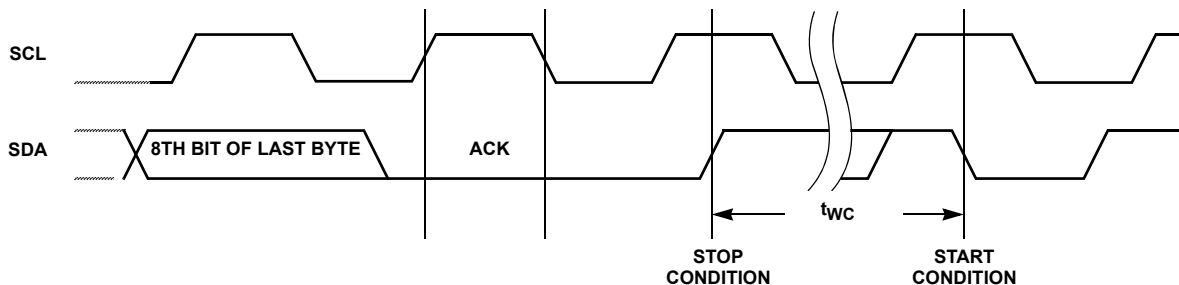 SCL
SDA
8TH BIT OF LAST BYTE
ACK
tWC
STOP
CONDITION
START
CONDITION